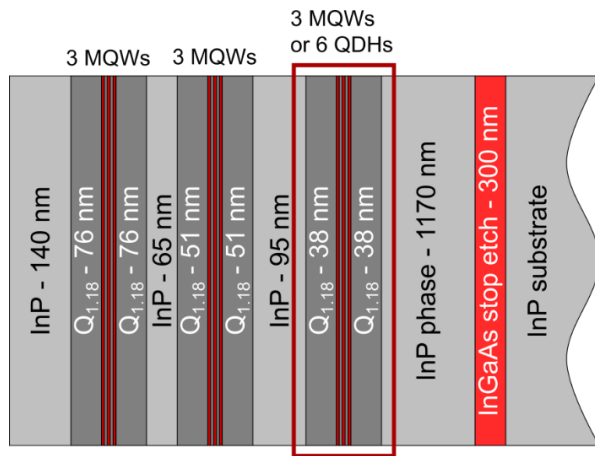 3 MQWs
3 MQWs
3 MQWs
or 6 QDHs
InP - 140 nm
Q1.18 - 76 nm
Q1.18 - 76 nm
InP - 65 nm
Q1.18 - 51 nm
Q1.18 - 51 nm
InP - 95 nm
Q1.18 - 38 nm
Q1.18 - 38 nm
InP phase - 1170 nm
InGaAs stop etch - 300 nm
InP substrate